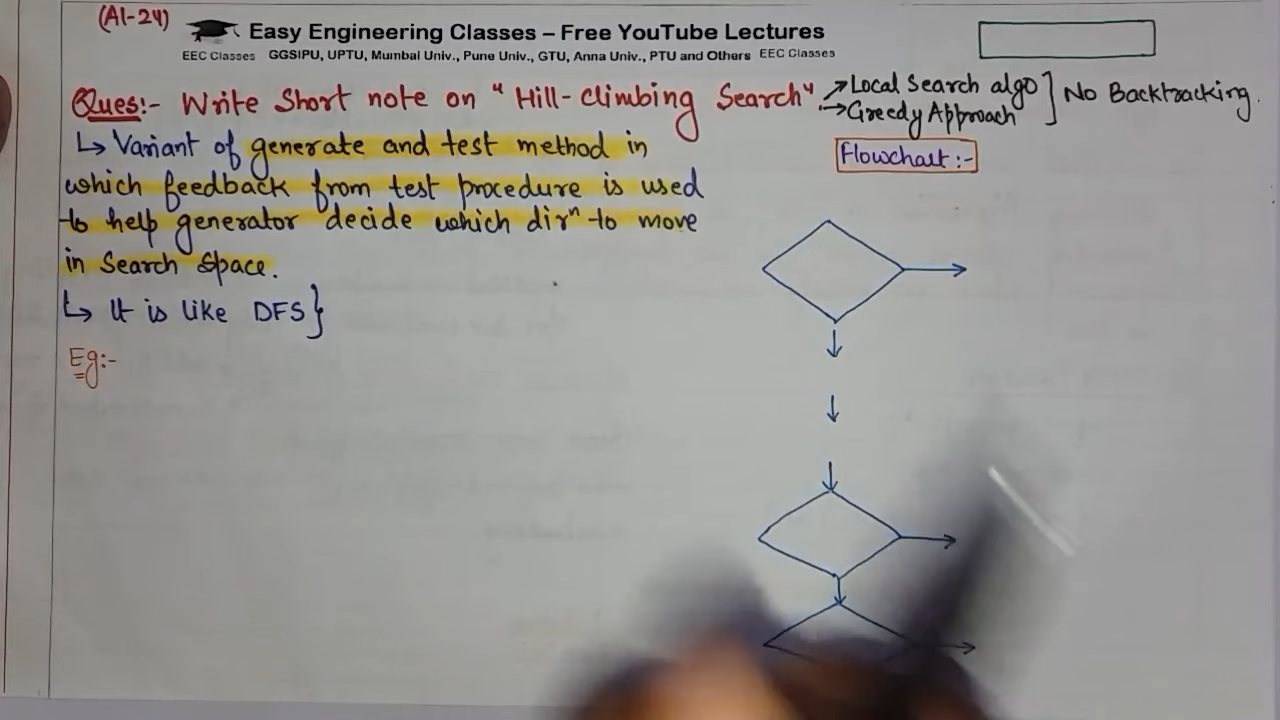 (AI-24)
Easy Engineering Classes – Free YouTube Lectures
EEC Classes GGSIPU, UPTU, Mumbai Univ., Pune Univ., GTU, Anna Univ., PTU and Others EEC Classes
Ques:- Write Short note on "Hill-climbing Search". → Local Search algo
→ Greedy Approach ] No Backtracking.
↳ Variant of generate and test method in
which feedback from test procedure is used
to help generator decide which dirⁿ to move
in Search Space.
↳ It is like DFS}
Eg:-
Flowchart :-